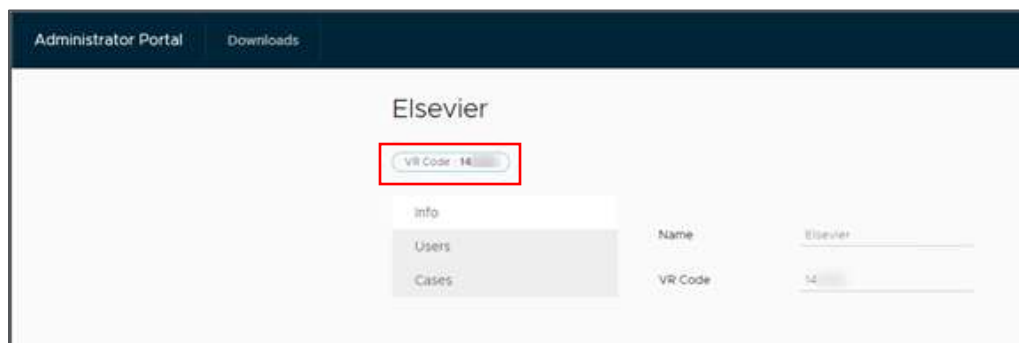 Administrator Portal Downloads
Elsevier
VR Code 14
Info
Users
Cases
Name Elsevier
VR Code 14